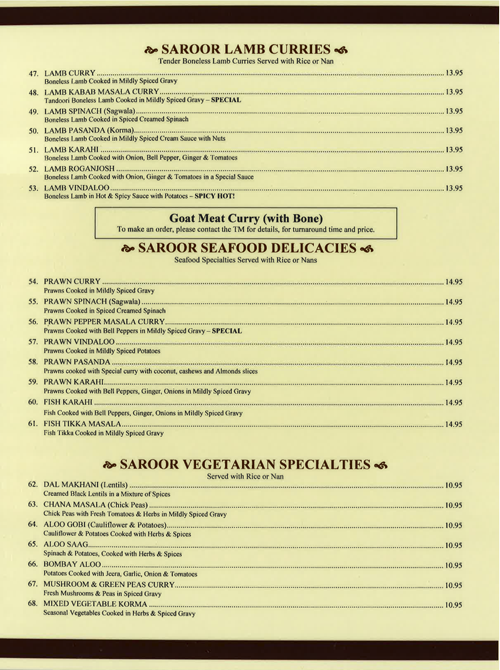 SAROOR LAMB CURRIES
Tender Boneless Lamb Curries Served with Rice or Nan
47. LAMB CURRY 13.95
Boneless Lamb Cooked in Mildly Spiced Gravy
48. LAMB KABAB MASALA CURRY 13.95
Tandoori Boneless Lamb Cooked in Mildly Spiced Gravy – SPECIAL
49. LAMB SPINACH (Sagwala) 13.95
Boneless Lamb Cooked in Spiced Creamed Spinach
50. LAMB PASANDA (Korma) 13.95
Boneless Lamb Cooked in Mildly Spiced Cream Sauce with Nuts
51. LAMB KARAHI 13.95
Boneless Lamb Cooked with Onion, Bell Pepper, Ginger & Tomatoes
52. LAMB ROGANJOSH 13.95
Boneless Lamb Cooked with Onion, Ginger & Tomatoes in a Special Sauce
53. LAMB VINDALOO 13.95
Boneless Lamb in Hot & Spicy Sauce with Potatoes – SPICY HOT!
Goat Meat Curry (with Bone)
To make an order, please contact the TM for details, for turnaround time and price.
SAROOR SEAFOOD DELICACIES
Seafood Specialties Served with Rice or Nans
54. PRAWN CURRY 14.95
Prawns Cooked in Mildly Spiced Gravy
55. PRAWN SPINACH (Sagwala) 14.95
Prawns Cooked in Spiced Creamed Spinach
56. PRAWN PEPPER MASALA CURRY 14.95
Prawns Cooked with Bell Peppers in Mildly Spiced Gravy – SPECIAL
57. PRAWN VINDALOO 14.95
Prawns Cooked in Mildly Spiced Potatoes
58. PRAWN PASANDA 14.95
Prawns cooked with Special curry with coconut, cashews and Almonds slices
59. PRAWN KARAHI 14.95
Prawns Cooked with Bell Peppers, Ginger, Onions in Mildly Spiced Gravy
60. FISH KARAHI 14.95
Fish Cooked with Bell Peppers, Ginger, Onions in Mildly Spiced Gravy
61. FISH TIKKA MASALA 14.95
Fish Tikka Cooked in Mildly Spiced Gravy
SAROOR VEGETARIAN SPECIALTIES
Served with Rice or Nan
62. DAL MAKHANI (Lentils) 10.95
Creamed Black Lentils in a Mixture of Spices
63. CHANA MASALA (Chick Peas) 10.95
Chick Peas with Fresh Tomatoes & Herbs in Mildly Spiced Gravy
64. ALOO GOBI (Cauliflower & Potatoes) 10.95
Cauliflower & Potatoes Cooked with Herbs & Spices
65. ALOO SAAG 10.95
Spinach & Potatoes, Cooked with Herbs & Spices
66. BOMBAY ALOO 10.95
Potatoes Cooked with Jeera, Garlic, Onion & Tomatoes
67. MUSHROOM & GREEN PEAS CURRY 10.95
Fresh Mushrooms & Peas in Spiced Gravy
68. MIXED VEGETABLE KORMA 10.95
Seasonal Vegetables Cooked in Herbs & Spiced Gravy